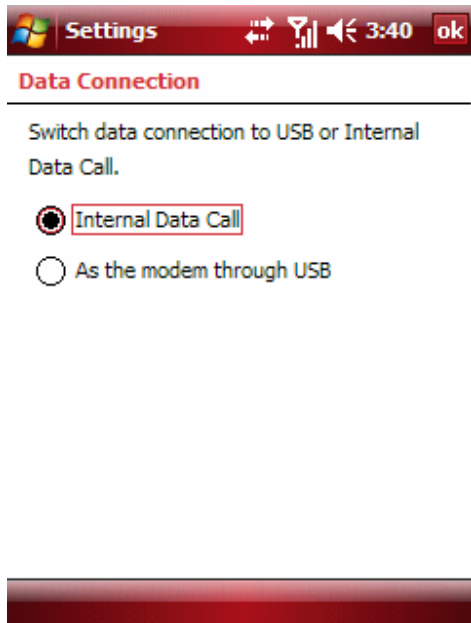 Settings 3:40 ok
Data Connection
Switch data connection to USB or Internal
Data Call.
Internal Data Call
As the modem through USB